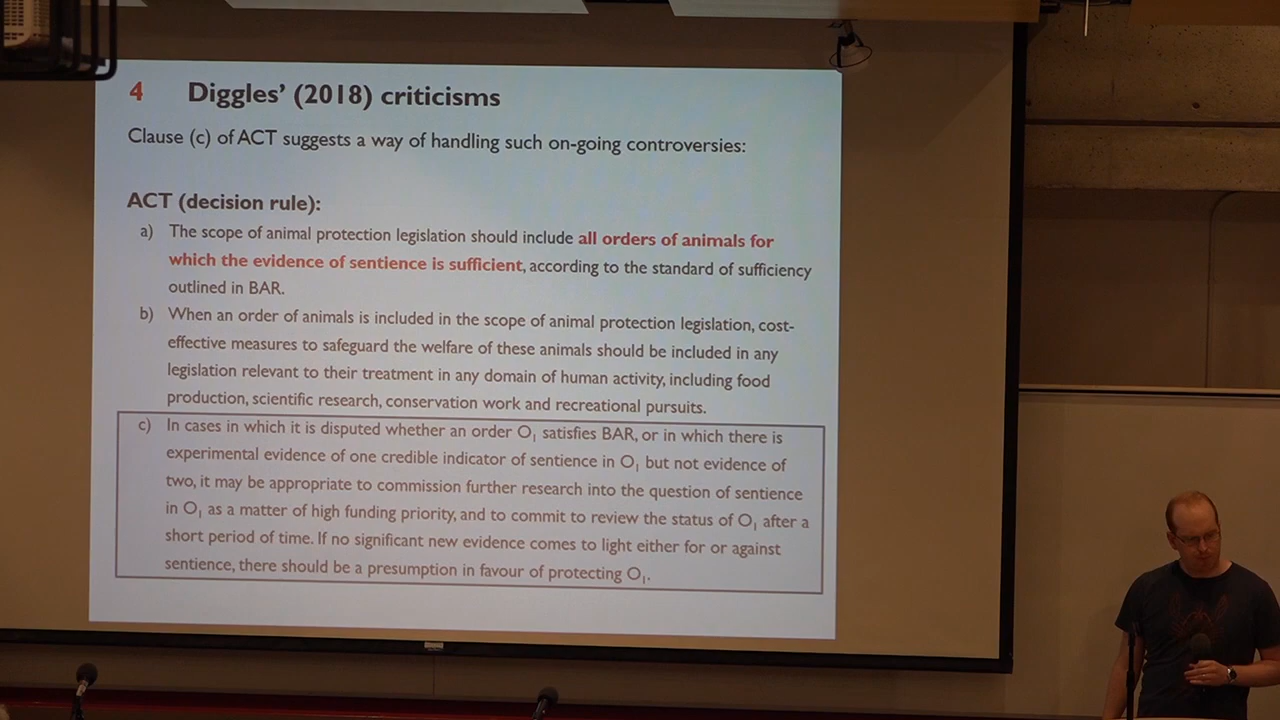 4 Diggles’ (2018) criticisms
Clause (c) of ACT suggests a way of handling such on-going controversies:
ACT (decision rule):
a) The scope of animal protection legislation should include all orders of animals for
which the evidence of sentience is sufficient, according to the standard of sufficiency
outlined in BAR.
b) When an order of animals is included in the scope of animal protection legislation, cost-
effective measures to safeguard the welfare of these animals should be included in any
legislation relevant to their treatment in any domain of human activity, including food
production, scientific research, conservation work and recreational pursuits.
c) In cases in which it is disputed whether an order O₁ satisfies BAR, or in which there is
experimental evidence of one credible indicator of sentience in O₁ but not evidence of
two, it may be appropriate to commission further research into the question of sentience
in O₁ as a matter of high funding priority, and to commit to review the status of O₁ after a
short period of time. If no significant new evidence comes to light either for or against
sentience, there should be a presumption in favour of protecting O₁.